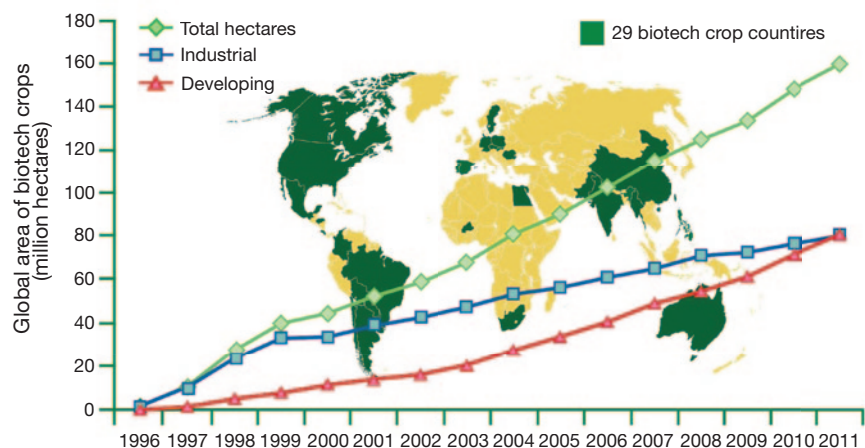 Global area of biotech crops
(million hectares)
180
160
140
120
100
80
60
40
20
0
Total hectares
Industrial
Developing
29 biotech crop countires
1996 1997 1998 1999 2000 2001 2002 2003 2004 2005 2006 2007 2008 2009 2010 2011